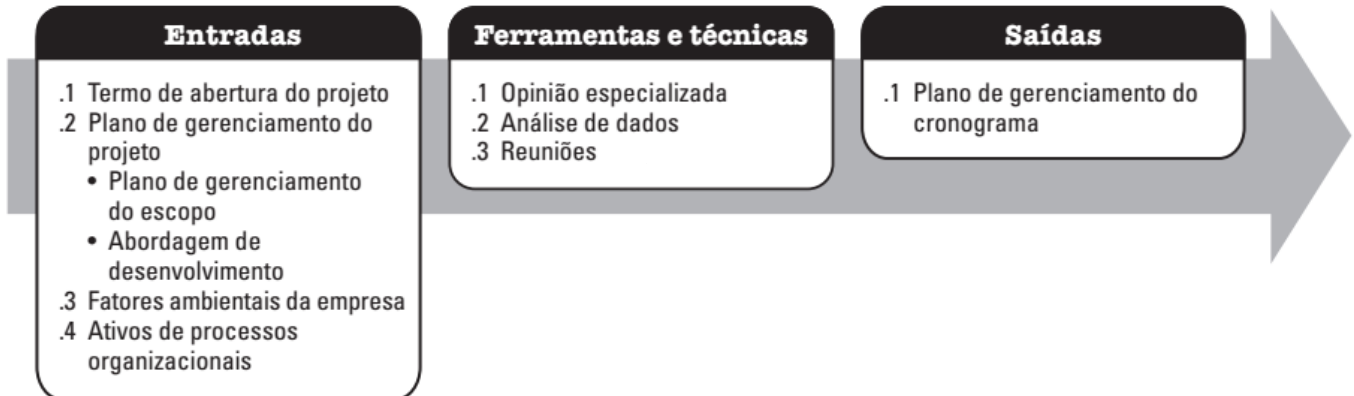 Entradas
.1 Termo de abertura do projeto
.2 Plano de gerenciamento do
projeto
• Plano de gerenciamento
do escopo
• Abordagem de
desenvolvimento
.3 Fatores ambientais da empresa
.4 Ativos de processos
organizacionais
Ferramentas e técnicas
.1 Opinião especializada
.2 Análise de dados
.3 Reuniões
Saídas
.1 Plano de gerenciamento do
cronograma